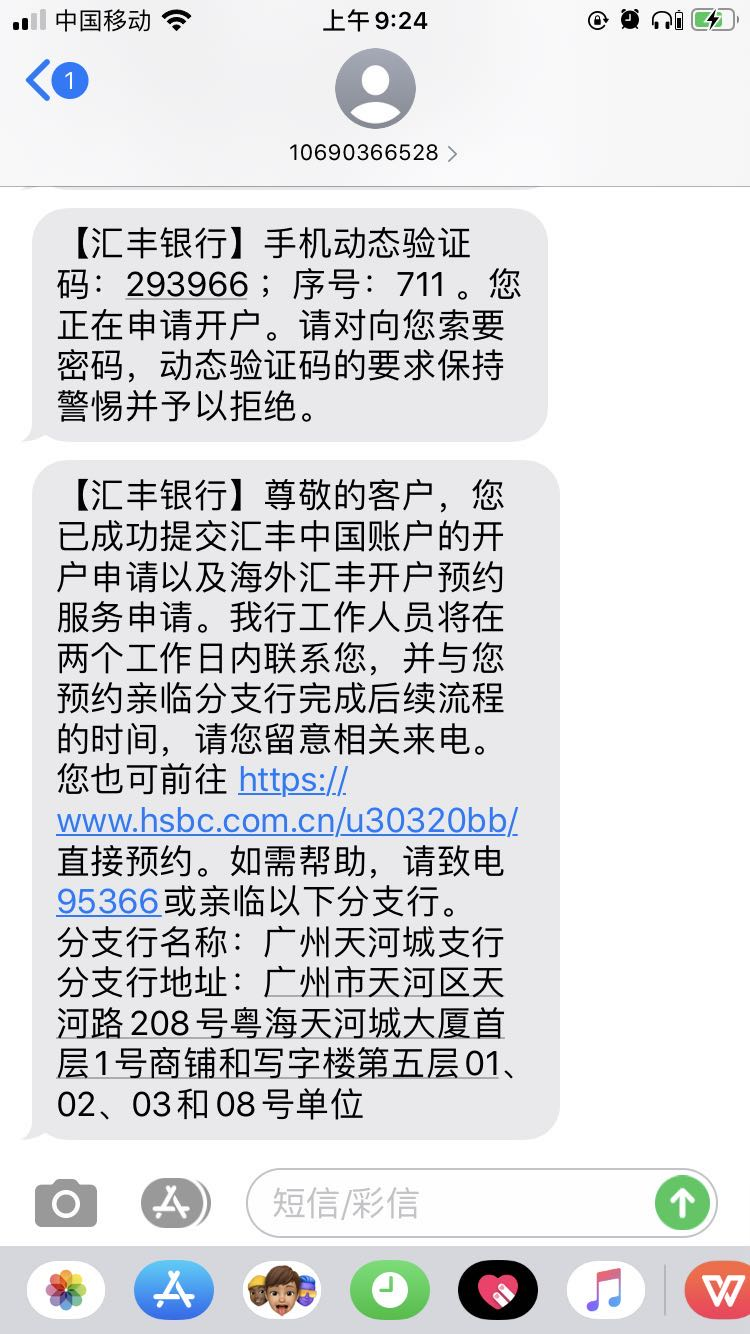 中国移动
上午9:24
1
10690366528
【汇丰银行】手机动态验证
码：293966；序号：711。您
正在申请开户。请对向您索要
密码，动态验证码的要求保持
警惕并予以拒绝。
【汇丰银行】尊敬的客户，您
已成功提交汇丰中国账户的开
户申请以及海外汇丰开户预约
服务申请。我行工作人员将在
两个工作日内联系您，并与您
预约亲临分支行完成后续流程
的时间，请您留意相关来电。
您也可前往 https://
www.hsbc.com.cn/u30320bb/
直接预约。如需帮助，请致电
95366或亲临以下分支行。
分支行名称：广州天河城支行
分支行地址：广州市天河区天
河路208号粤海天河城大厦首
层1号商铺和写字楼第五层01、
02、03和08号单位
短信/彩信